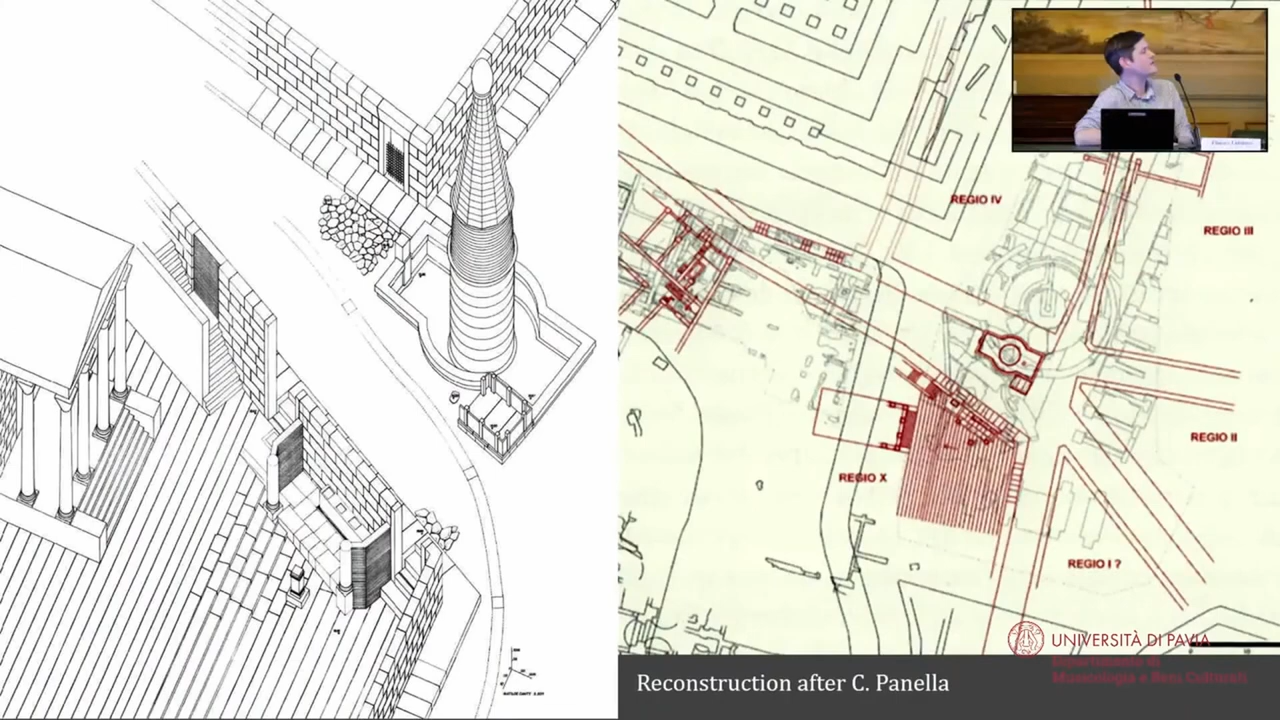 REGIO IV
REGIO III
REGIO II
REGIO X
REGIO I ?
UNIVERSITÀ DI PAVIA
Dipartimento di
Musicologia e Beni Culturali
Reconstruction after C. Panella